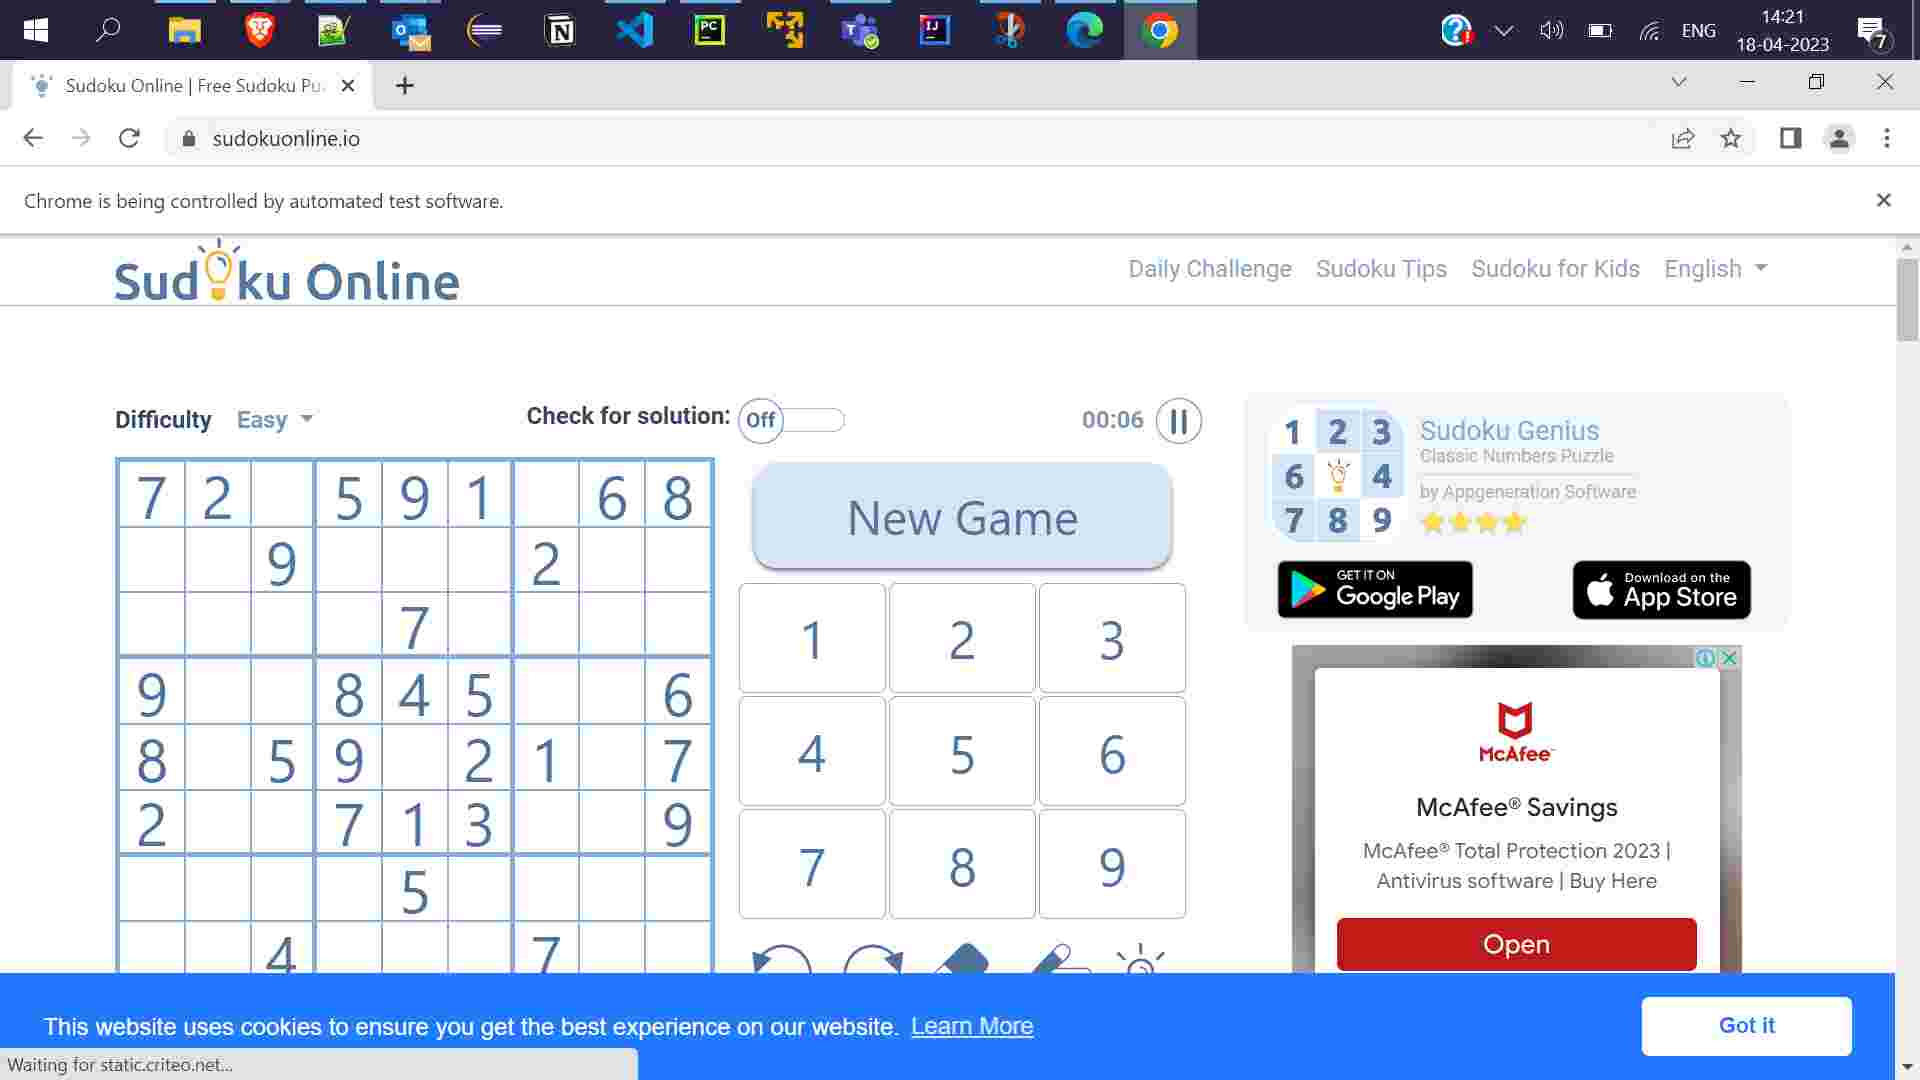 14:21
ENG
18-04-2023
7
Sudoku Online | Free Sudoku Pu
sudokuonline.io
Chrome is being controlled by automated test software.
Sudoku Online
Daily Challenge Sudoku Tips Sudoku for Kids English
Difficulty Easy
Check for solution: Off
00:06
7 2 5 9 1 6 8
9 2
7
9 8 4 5 6
8 5 9 2 1 7
2 7 1 3 9
5
4 7
New Game
1 2 3
4 5 6
7 8 9
1 2 3
6 4
7 8 9
Sudoku Genius
Classic Numbers Puzzle
by Appgeneration Software
GET IT ON
Google Play
Download on the
App Store
McAfee™
McAfee® Savings
McAfee® Total Protection 2023 |
Antivirus software | Buy Here
Open
This website uses cookies to ensure you get the best experience on our website. Learn More
Got it
Waiting for static.criteo.net...